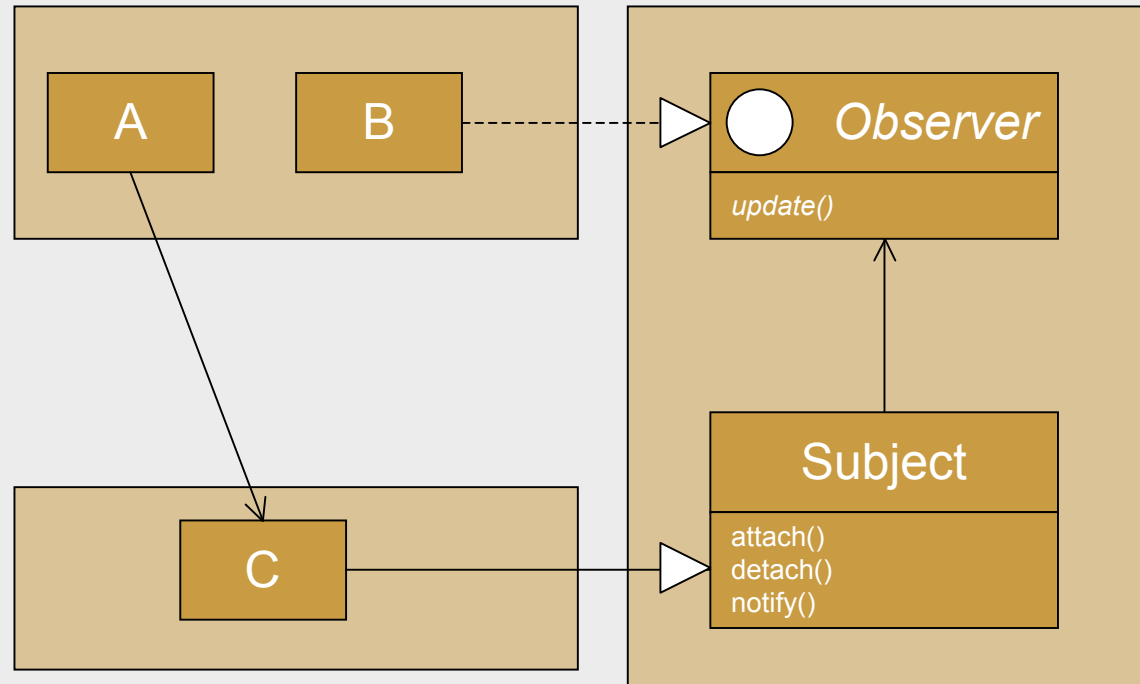 A
B
Observer
update()
Subject
attach()
detach()
notify()
C